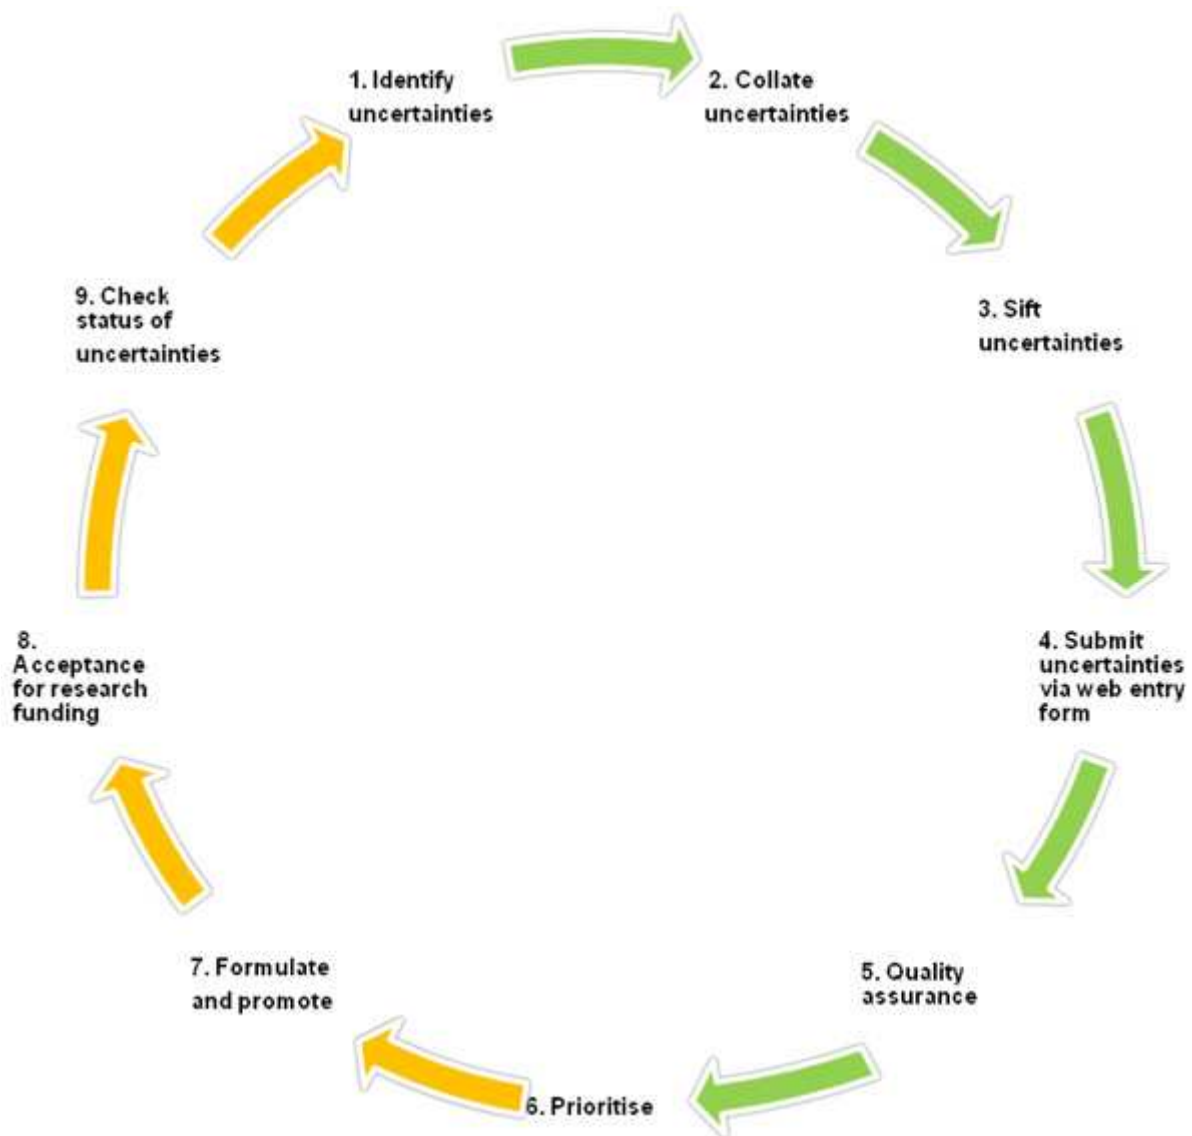 1. Identify
uncertainties
2. Collate
uncertainties
3. Sift
uncertainties
4. Submit
uncertainties
via web entry
form
5. Quality
assurance
6. Prioritise
7. Formulate
and promote
8.
Acceptance
for research
funding
9. Check
status of
uncertainties